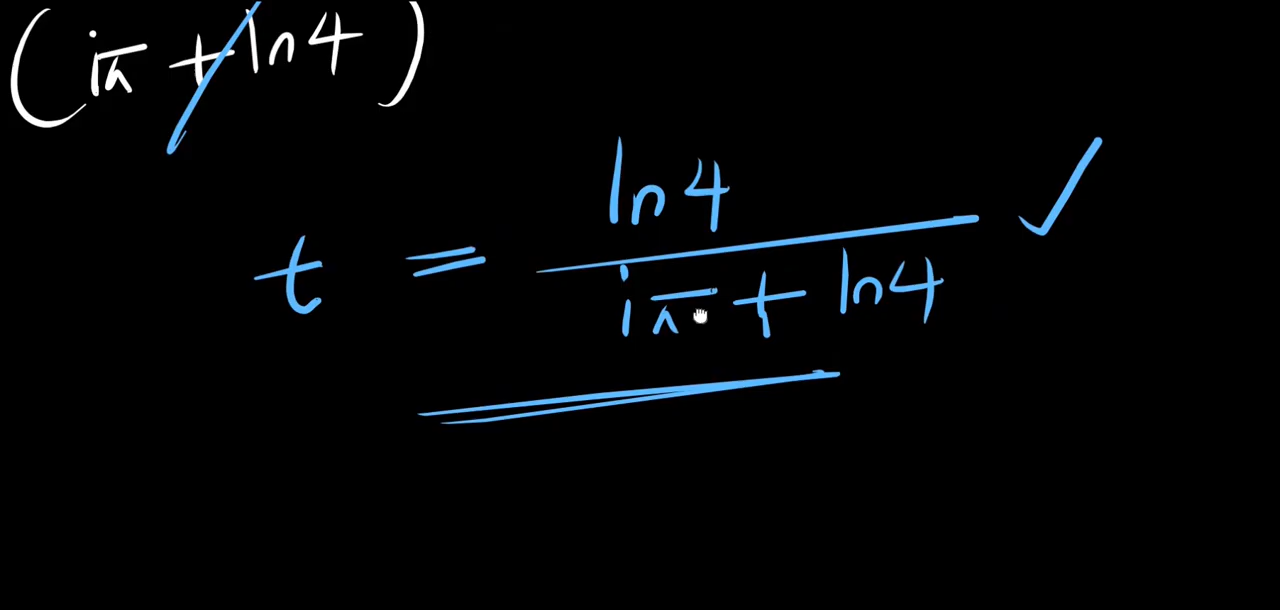 (iπ + ln4)
t = ln4 / iπ + ln4 ✓